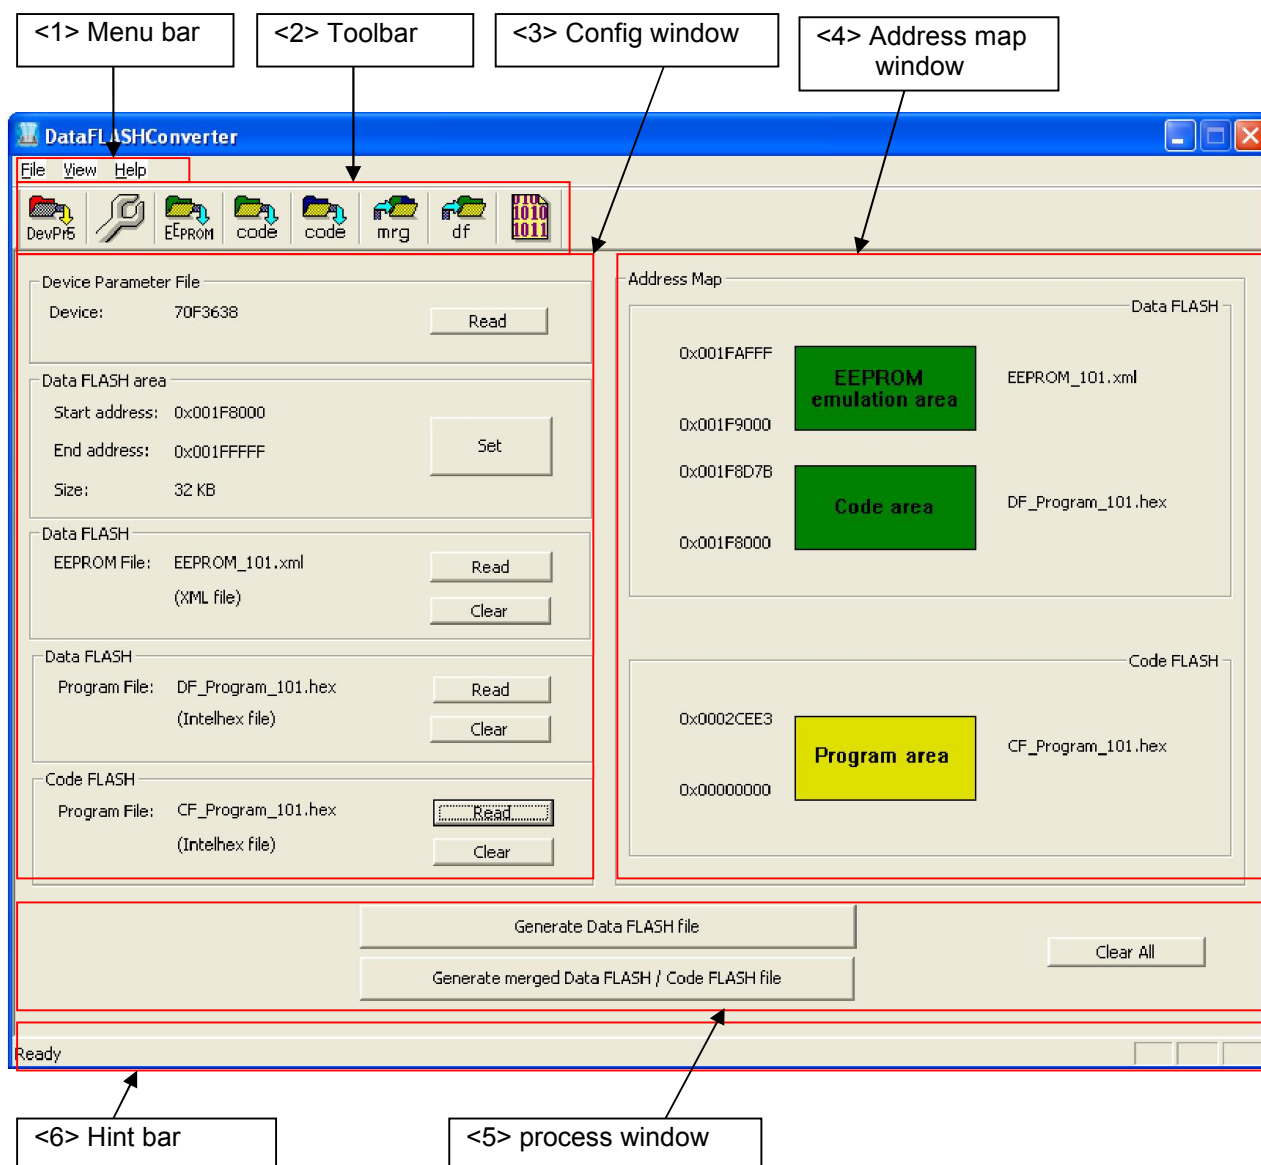 <1> Menu bar
<2> Toolbar
<3> Config window
<4> Address map
window
DataFLASHConverter
File View Help
DevPr5
EEPROM
code
code
mrg
df
1010
1011
Device Parameter File
Device: 70F3638
Read
Data FLASH area
Start address: 0x001F8000
End address: 0x001FFFFF
Size: 32 KB
Set
Data FLASH
EEPROM File: EEPROM_101.xml
(XML file)
Read
Clear
Data FLASH
Program File: DF_Program_101.hex
(Intelhex file)
Read
Clear
Code FLASH
Program File: CF_Program_101.hex
(Intelhex file)
Read
Clear
Address Map
Data FLASH
0x001FAFFF
EEPROM
emulation area
EEPROM_101.xml
0x001F9000
0x001F8D7B
Code area
DF_Program_101.hex
0x001F8000
Code FLASH
0x0002CEE3
Program area
CF_Program_101.hex
0x00000000
Generate Data FLASH file
Generate merged Data FLASH / Code FLASH file
Clear All
Ready
<6> Hint bar
<5> process window